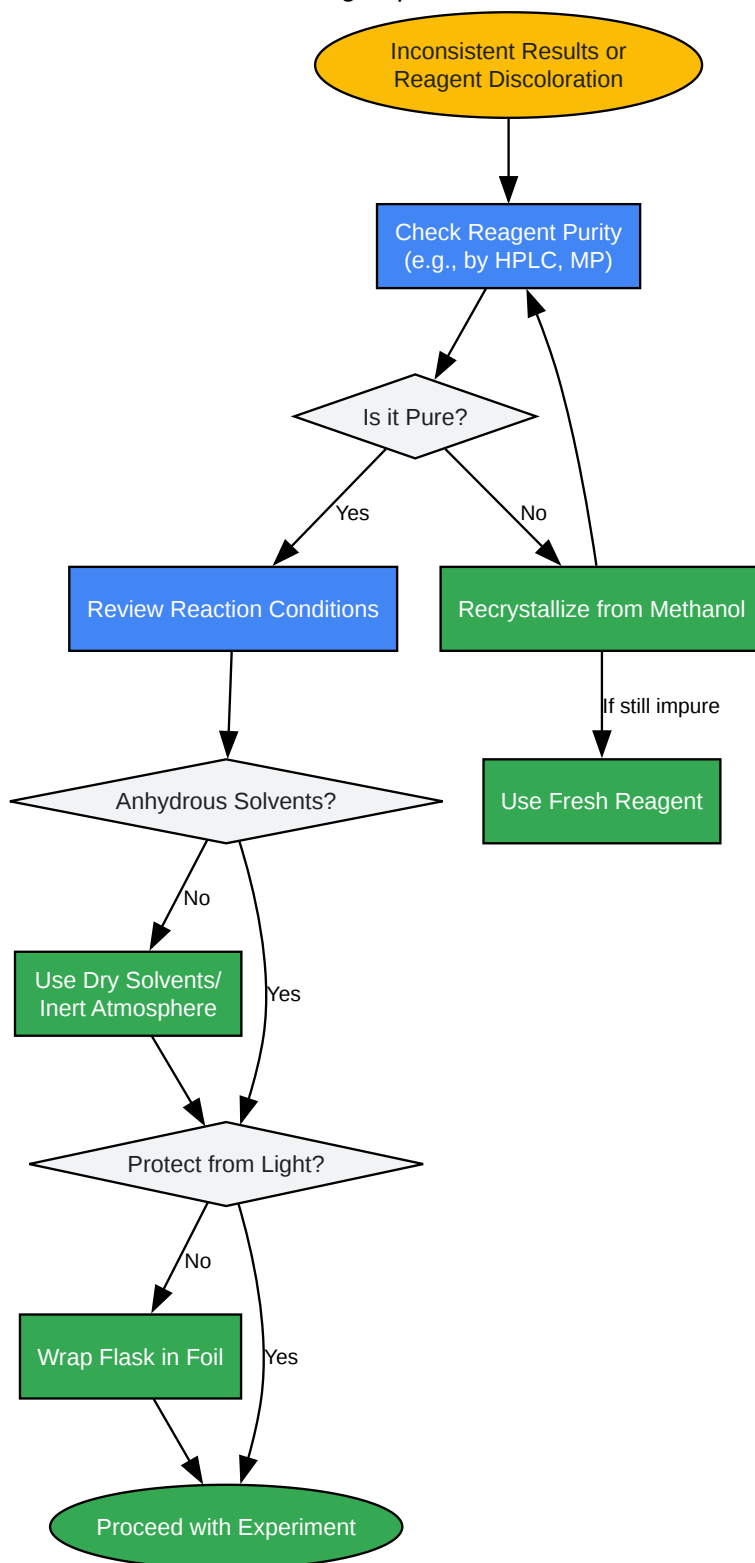 Inconsistent Results or
Reagent Discoloration
Check Reagent Purity
(e.g., by HPLC, MP)
Is it Pure?
Yes
No
Review Reaction Conditions
Recrystallize from Methanol
If still impure
Anhydrous Solvents?
Use Fresh Reagent
No
Use Dry Solvents/
Inert Atmosphere
Yes
Protect from Light?
No
Wrap Flask in Foil
Yes
Proceed with Experiment